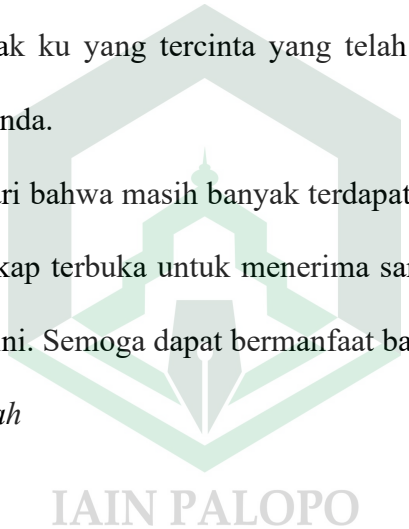 ak ku yang tercinta yang telah
nda.
ri bahwa masih banyak terdapat
kap terbuka untuk menerima sa
ini. Semoga dapat bermanfaat ba
ah
IAIN PALOPO